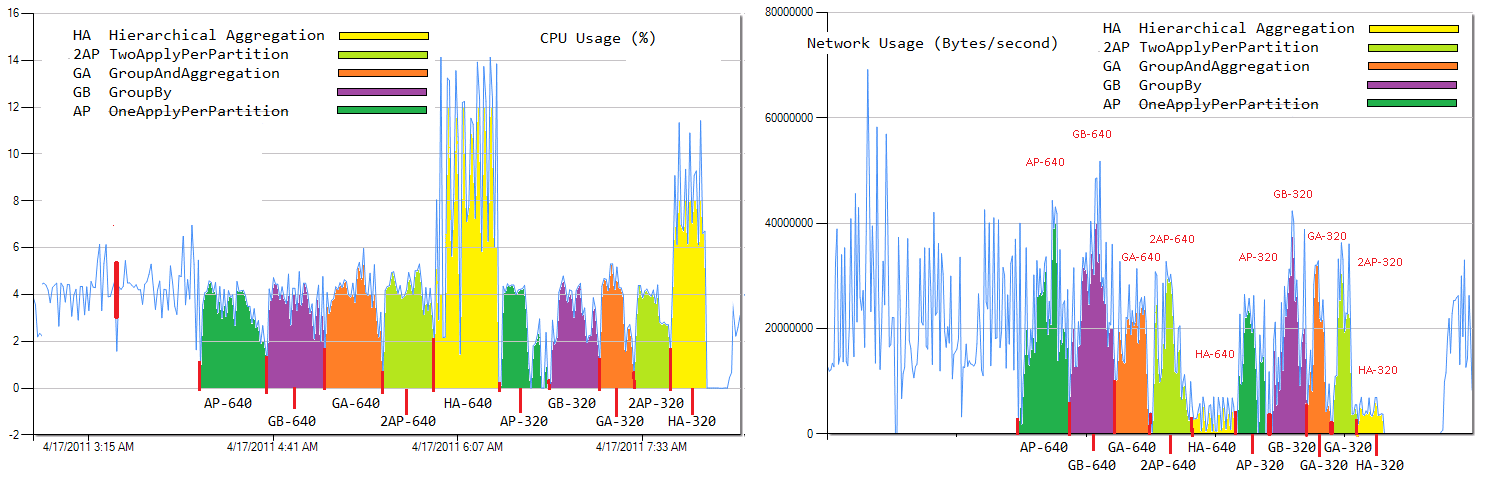 16
14
12
10
8
6
4
2
0
-2
CPU Usage (%)
HA Hierarchical Aggregation
2AP TwoApplyPerPartition
GA GroupAndAggregation
GB GroupBy
AP OneApplyPerPartition
AP-640
GB-640
GA-640
2AP-640
HA-640
AP-320
GB-320
GA-320
2AP-320
HA-320
4/17/2011 3:15 AM
4/17/2011 4:41 AM
4/17/2011 6:07 AM
4/17/2011 7:33 AM
80000000
60000000
40000000
20000000
0
Network Usage (Bytes/second)
HA Hierarchical Aggregation
2AP TwoApplyPerPartition
GA GroupAndAggregation
GB GroupBy
AP OneApplyPerPartition
AP-640
GB-640
GA-640
2AP-640
HA-640
AP-320
GB-320
GA-320
2AP-320
HA-320
AP-640
GB-640
GA-640
2AP-640
HA-640
AP-320
GB-320
GA-320
GA-320
HA-320